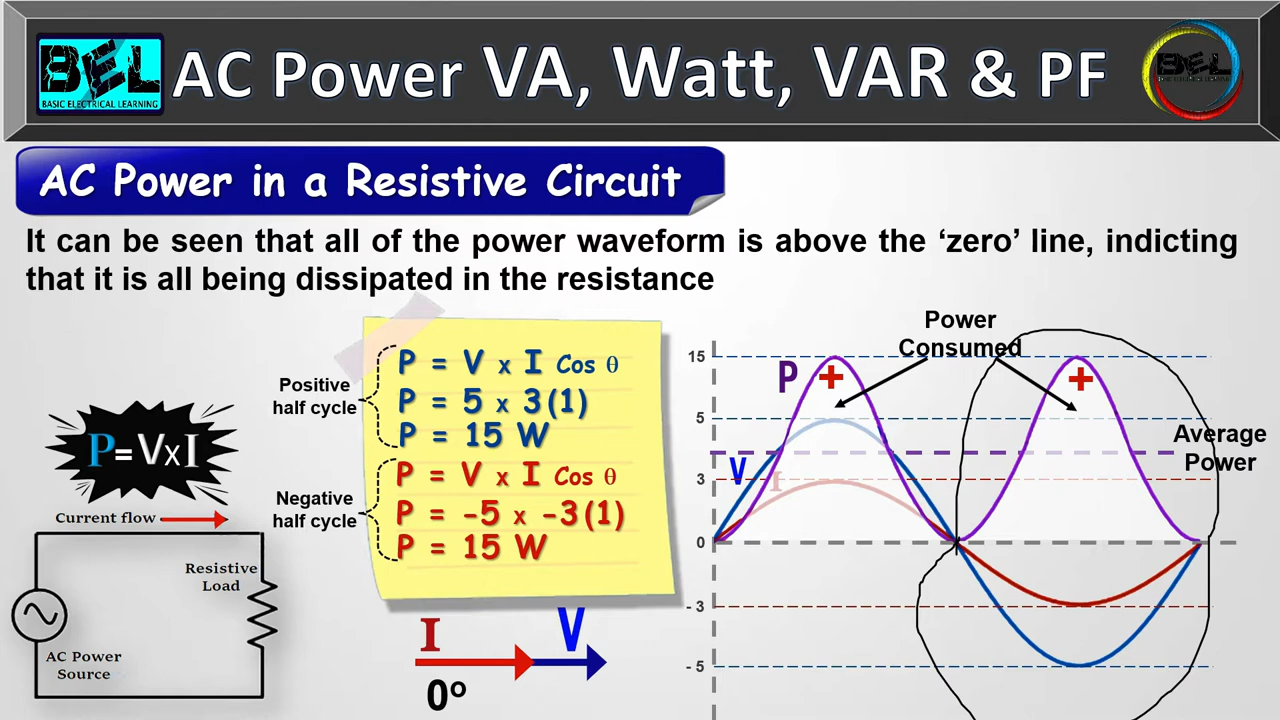 BEL
BASIC ELECTRICAL LEARNING
AC Power VA, Watt, VAR & PF
BEL
AC Power in a Resistive Circuit
It can be seen that all of the power waveform is above the ‘zero’ line, indicting
that it is all being dissipated in the resistance
P=VxI
Current flow
Resistive
Load
AC Power
Source
Positive
half cycle
P = V x I Cos θ
P = 5 x 3(1)
P = 15 W
Negative
half cycle
P = V x I Cos θ
P = -5 x -3(1)
P = 15 W
I V
0º
Power
Consumed
15
P + +
5
Average
Power
V
3
I
0
- 3
- 5